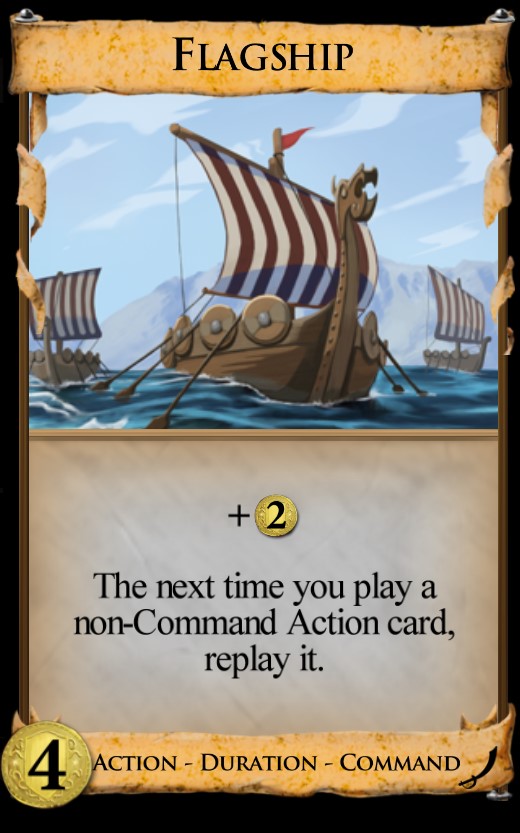 Flagship
+2
The next time you play a
non-Command Action card,
replay it.
4
Action - Duration - Command